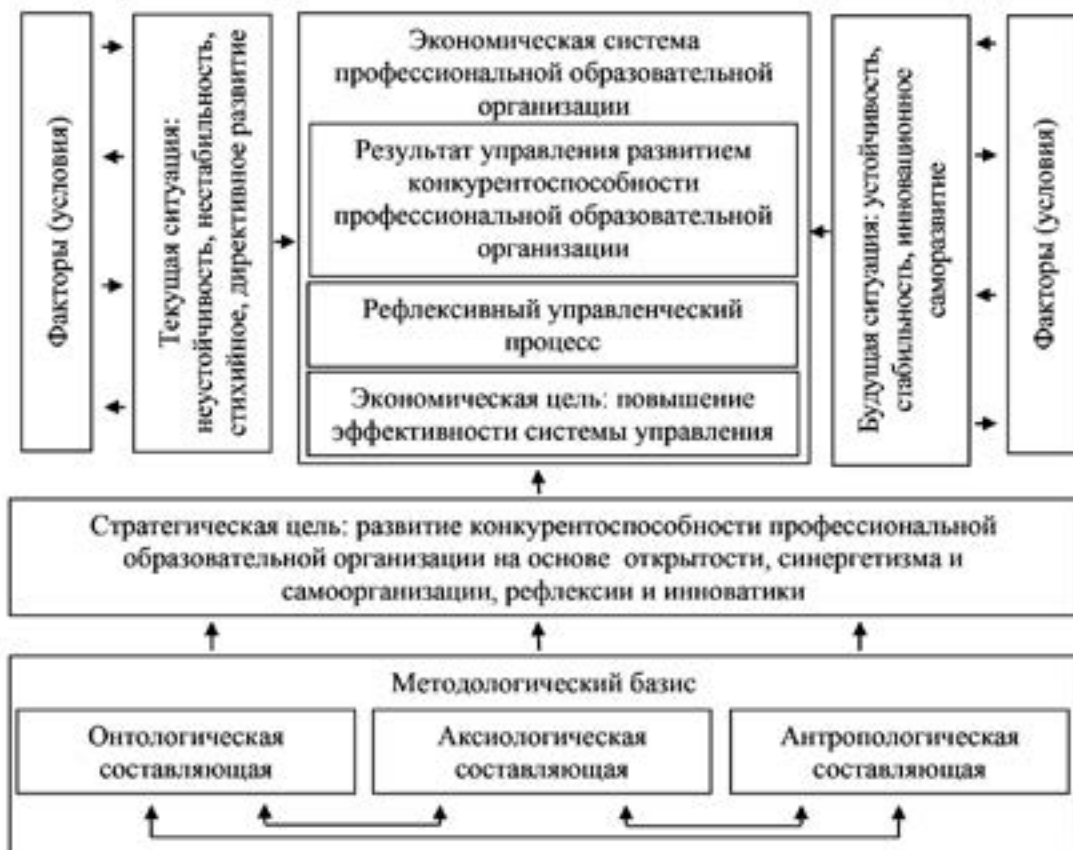 Факторы (условия)
Текущая ситуация:
неустойчивость, нестабильность,
стихийное, директивное развитие
Экономическая система
профессиональной образовательной
организации
Результат управления развитием
конкурентоспособности
профессиональной образовательной
организации
Рефлексивный управленческий
процесс
Экономическая цель: повышение
эффективности системы управления
Будущая ситуация: устойчивость,
стабильность, инновационное
саморазвитие
Факторы (условия)
Стратегическая цель: развитие конкурентоспособности профессиональной
образовательной организации на основе открытости, синергетизма и
самоорганизации, рефлексии и инноватики
Методологический базис
Онтологическая
составляющая
Аксиологическая
составляющая
Антропологическая
составляющая